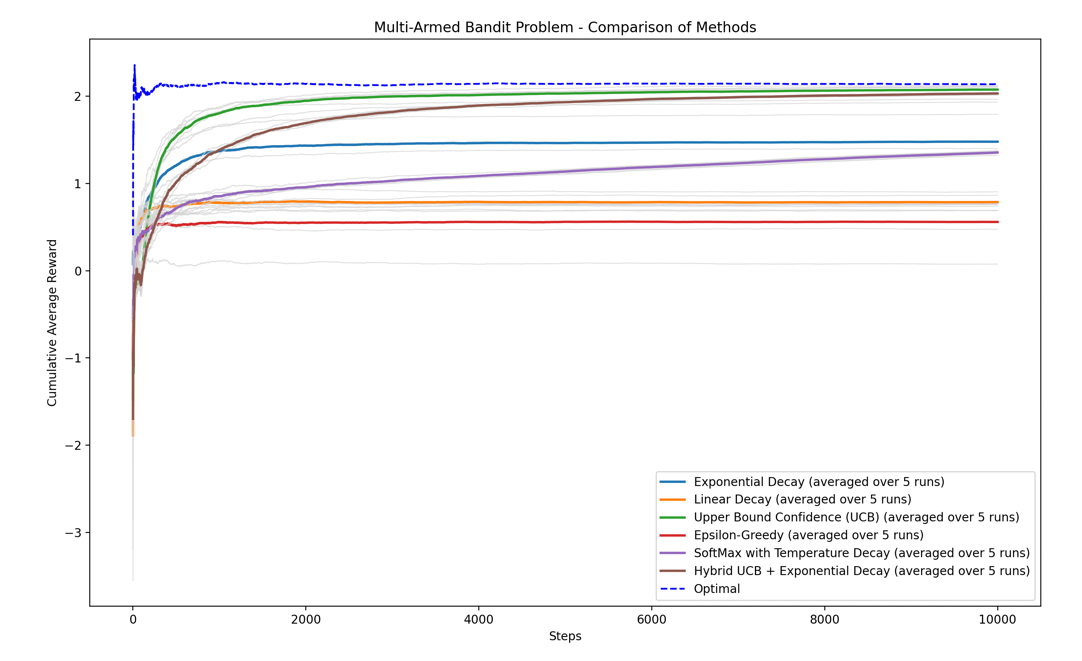 Multi-Armed Bandit Problem - Comparison of Methods
Cumulative Average Reward
2
1
0
−1
−2
−3
Exponential Decay (averaged over 5 runs)
Linear Decay (averaged over 5 runs)
Upper Bound Confidence (UCB) (averaged over 5 runs)
Epsilon-Greedy (averaged over 5 runs)
SoftMax with Temperature Decay (averaged over 5 runs)
Hybrid UCB + Exponential Decay (averaged over 5 runs)
Optimal
0 2000 4000 6000 8000 10000
Steps